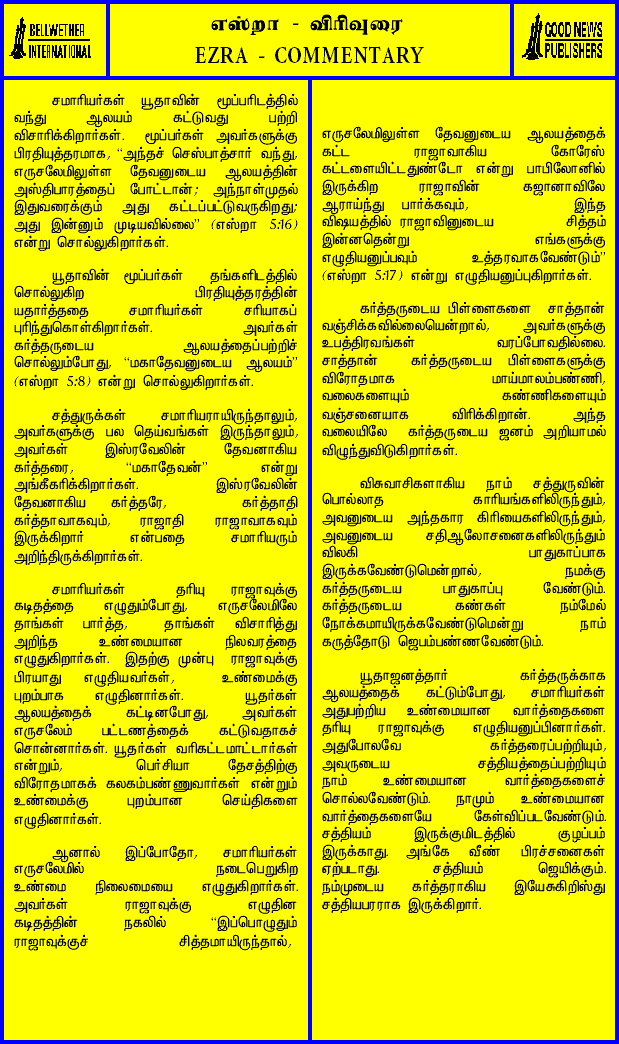 BELLWETHER
INTERNATIONAL
எஸ்றா - விரிவுரை
EZRA - COMMENTARY
GOOD NEWS
PUBLISHERS
சமாரியர்கள் யூதாவின் மூப்பரிடத்தில்
வந்து ஆலயம் கட்டுவது பற்றி
விசாரிக்கிறார்கள். மூப்பர்கள் அவர்களுக்கு
பிரதியுத்தரமாக, “அந்தச் செஸ்பாத்சார் வந்து,
எருசலேமிலுள்ள தேவனுடைய ஆலயத்தின்
அஸ்திபாரத்தைப் போட்டான்; அந்நாள்முதல்
இதுவரைக்கும் அது கட்டப்பட்டுவருகிறது;
அது இன்னும் முடியவில்லை” (எஸ்றா 5:16)
என்று சொல்லுகிறார்கள்.
யூதாவின் மூப்பர்கள் தங்களிடத்தில்
சொல்லுகிற பிரதியுத்தரத்தின்
யதார்த்ததை சமாரியர்கள் சரியாகப்
புரிந்துகொள்கிறார்கள். அவர்கள்
கர்த்தருடைய ஆலயத்தைப்பற்றிச்
சொல்லும்போது, “மகாதேவனுடைய ஆலயம்”
(எஸ்றா 5:8) என்று சொல்லுகிறார்கள்.
சத்துருக்கள் சமாரியராயிருந்தாலும்,
அவர்களுக்கு பல தெய்வங்கள் இருந்தாலும்,
அவர்கள் இஸ்ரவேலின் தேவனாகிய
கர்த்தரை, “மகாதேவன்” என்று
அங்கீகரிக்கிறார்கள். இஸ்ரவேலின்
தேவனாகிய கர்த்தரே, கர்த்தாதி
கர்த்தாவாகவும், ராஜாதி ராஜாவாகவும்
இருக்கிறார் என்பதை சமாரியரும்
அறிந்திருக்கிறார்கள்.
சமாரியர்கள் தரியு ராஜாவுக்கு
கடிதத்தை எழுதும்போது, எருசலேமிலே
தாங்கள் பார்த்த, தாங்கள் விசாரித்து
அறிந்த உண்மையான நிலவரத்தை
எழுதுகிறார்கள். இதற்கு முன்பு ராஜாவுக்கு
பிரயாது எழுதியவர்கள், உண்மைக்கு
புறம்பாக எழுதினார்கள். யூதர்கள்
ஆலயத்தைக் கட்டினபோது, அவர்கள்
எருசலேம் பட்டணத்தைக் கட்டுவதாகச்
சொன்னார்கள். யூதர்கள் வரிகட்டமாட்டார்கள்
என்றும், பெர்சியா தேசத்திற்கு
விரோதமாகக் கலகம்பண்ணுவார்கள் என்றும்
உண்மைக்கு புறம்பான செய்திகளை
எழுதினார்கள்.
ஆனால் இப்போதோ, சமாரியர்கள்
எருசலேமில் நடைபெறுகிற
உண்மை நிலைமையை எழுதுகிறார்கள்.
அவர்கள் ராஜாவுக்கு எழுதின
கடிதத்தின் நகலில் “இப்பொழுதும்
ராஜாவுக்குச் சித்தமாயிருந்தால்,
எருசலேமிலுள்ள தேவனுடைய ஆலயத்தைக்
கட்ட ராஜாவாகிய கோரேஸ்
கட்டளையிட்டதுண்டோ என்று பாபிலோனில்
இருக்கிற ராஜாவின் கஜானாவிலே
ஆராய்ந்து பார்க்கவும், இந்த
விஷயத்தில் ராஜாவினுடைய சித்தம்
இன்னதென்று எங்களுக்கு
எழுதியனுப்பவும் உத்தரவாகவேண்டும்”
(எஸ்றா 5:17) என்று எழுதியனுப்புகிறார்கள்.
கர்த்தருடைய பிள்ளைகளை சாத்தான்
வஞ்சிக்கவில்லையென்றால், அவர்களுக்கு
உபத்திரவங்கள் வரப்போவதில்லை.
சாத்தான் கர்த்தருடைய பிள்ளைகளுக்கு
விரோதமாக மாய்மாலம்பண்ணி,
வலைகளையும் கண்ணிகளையும்
வஞ்சனையாக விரிக்கிறான். அந்த
வலையிலே கர்த்தருடைய ஜனம் அறியாமல்
விழுந்துவிடுகிறார்கள்.
விசுவாசிகளாகிய நாம் சத்துருவின்
பொல்லாத காரியங்களிலிருந்தும்,
அவனுடைய அந்தகார கிரியைகளிலிருந்தும்,
அவனுடைய சதிஆலோசனைகளிலிருந்தும்
விலகி பாதுகாப்பாக
இருக்கவேண்டுமென்றால், நமக்கு
கர்த்தருடைய பாதுகாப்பு வேண்டும்.
கர்த்தருடைய கண்கள் நம்மேல்
நோக்கமாயிருக்கவேண்டுமென்று நாம்
கருத்தோடு ஜெபம்பண்ணவேண்டும்.
யூதாஜனத்தார் கர்த்தருக்காக
ஆலயத்தைக் கட்டும்போது, சமாரியர்கள்
அதுபற்றிய உண்மையான வார்த்தைகளை
தரியு ராஜாவுக்கு எழுதியனுப்பினார்கள்.
அதுபோலவே கர்த்தரைப்பற்றியும்,
அவருடைய சத்தியத்தைப்பற்றியும்
நாம் உண்மையான வார்த்தைகளைச்
சொல்லவேண்டும். நாமும் உண்மையான
வார்த்தைகளையே கேள்விப்படவேண்டும்.
சத்தியம் இருக்குமிடத்தில் குழப்பம்
இருக்காது. அங்கே வீண் பிரச்சனைகள்
ஏற்படாது. சத்தியம் ஜெயிக்கும்.
நம்முடைய கர்த்தராகிய இயேசுகிறிஸ்து
சத்தியபரராக இருக்கிறார்.